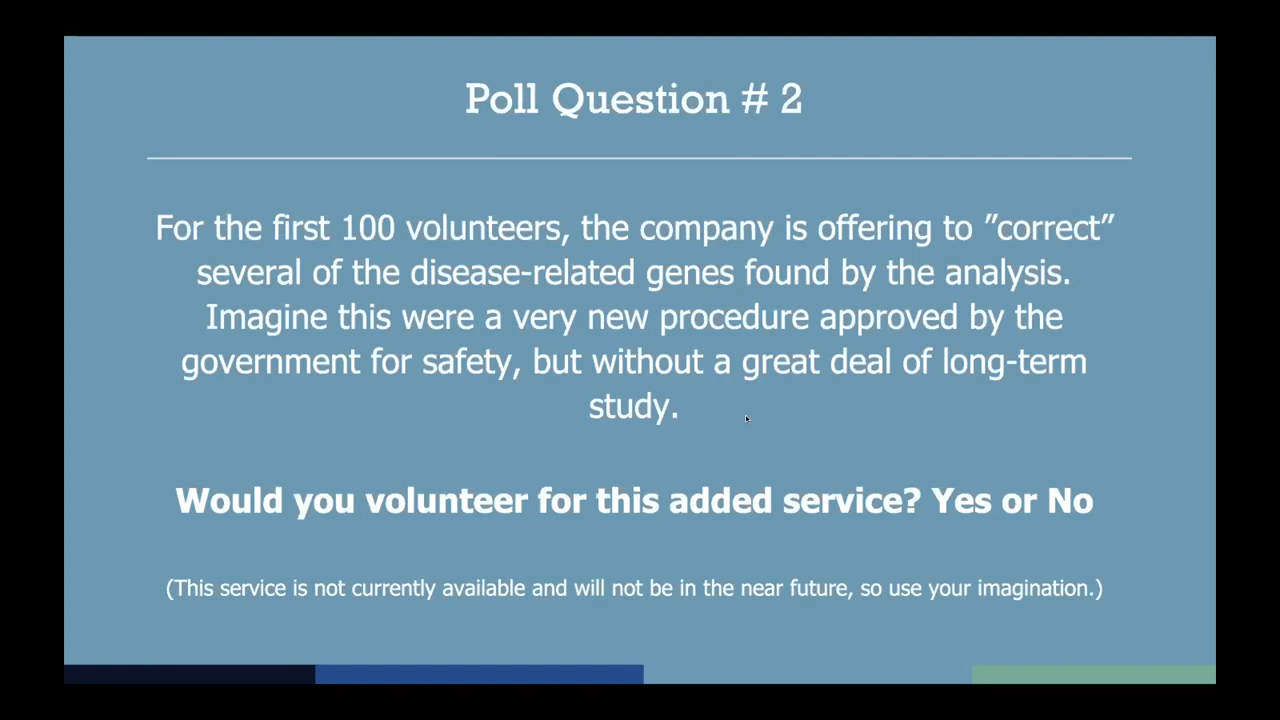 Poll Question # 2
For the first 100 volunteers, the company is offering to ”correct”
several of the disease-related genes found by the analysis.
Imagine this were a very new procedure approved by the
government for safety, but without a great deal of long-term
study.
Would you volunteer for this added service? Yes or No
(This service is not currently available and will not be in the near future, so use your imagination.)